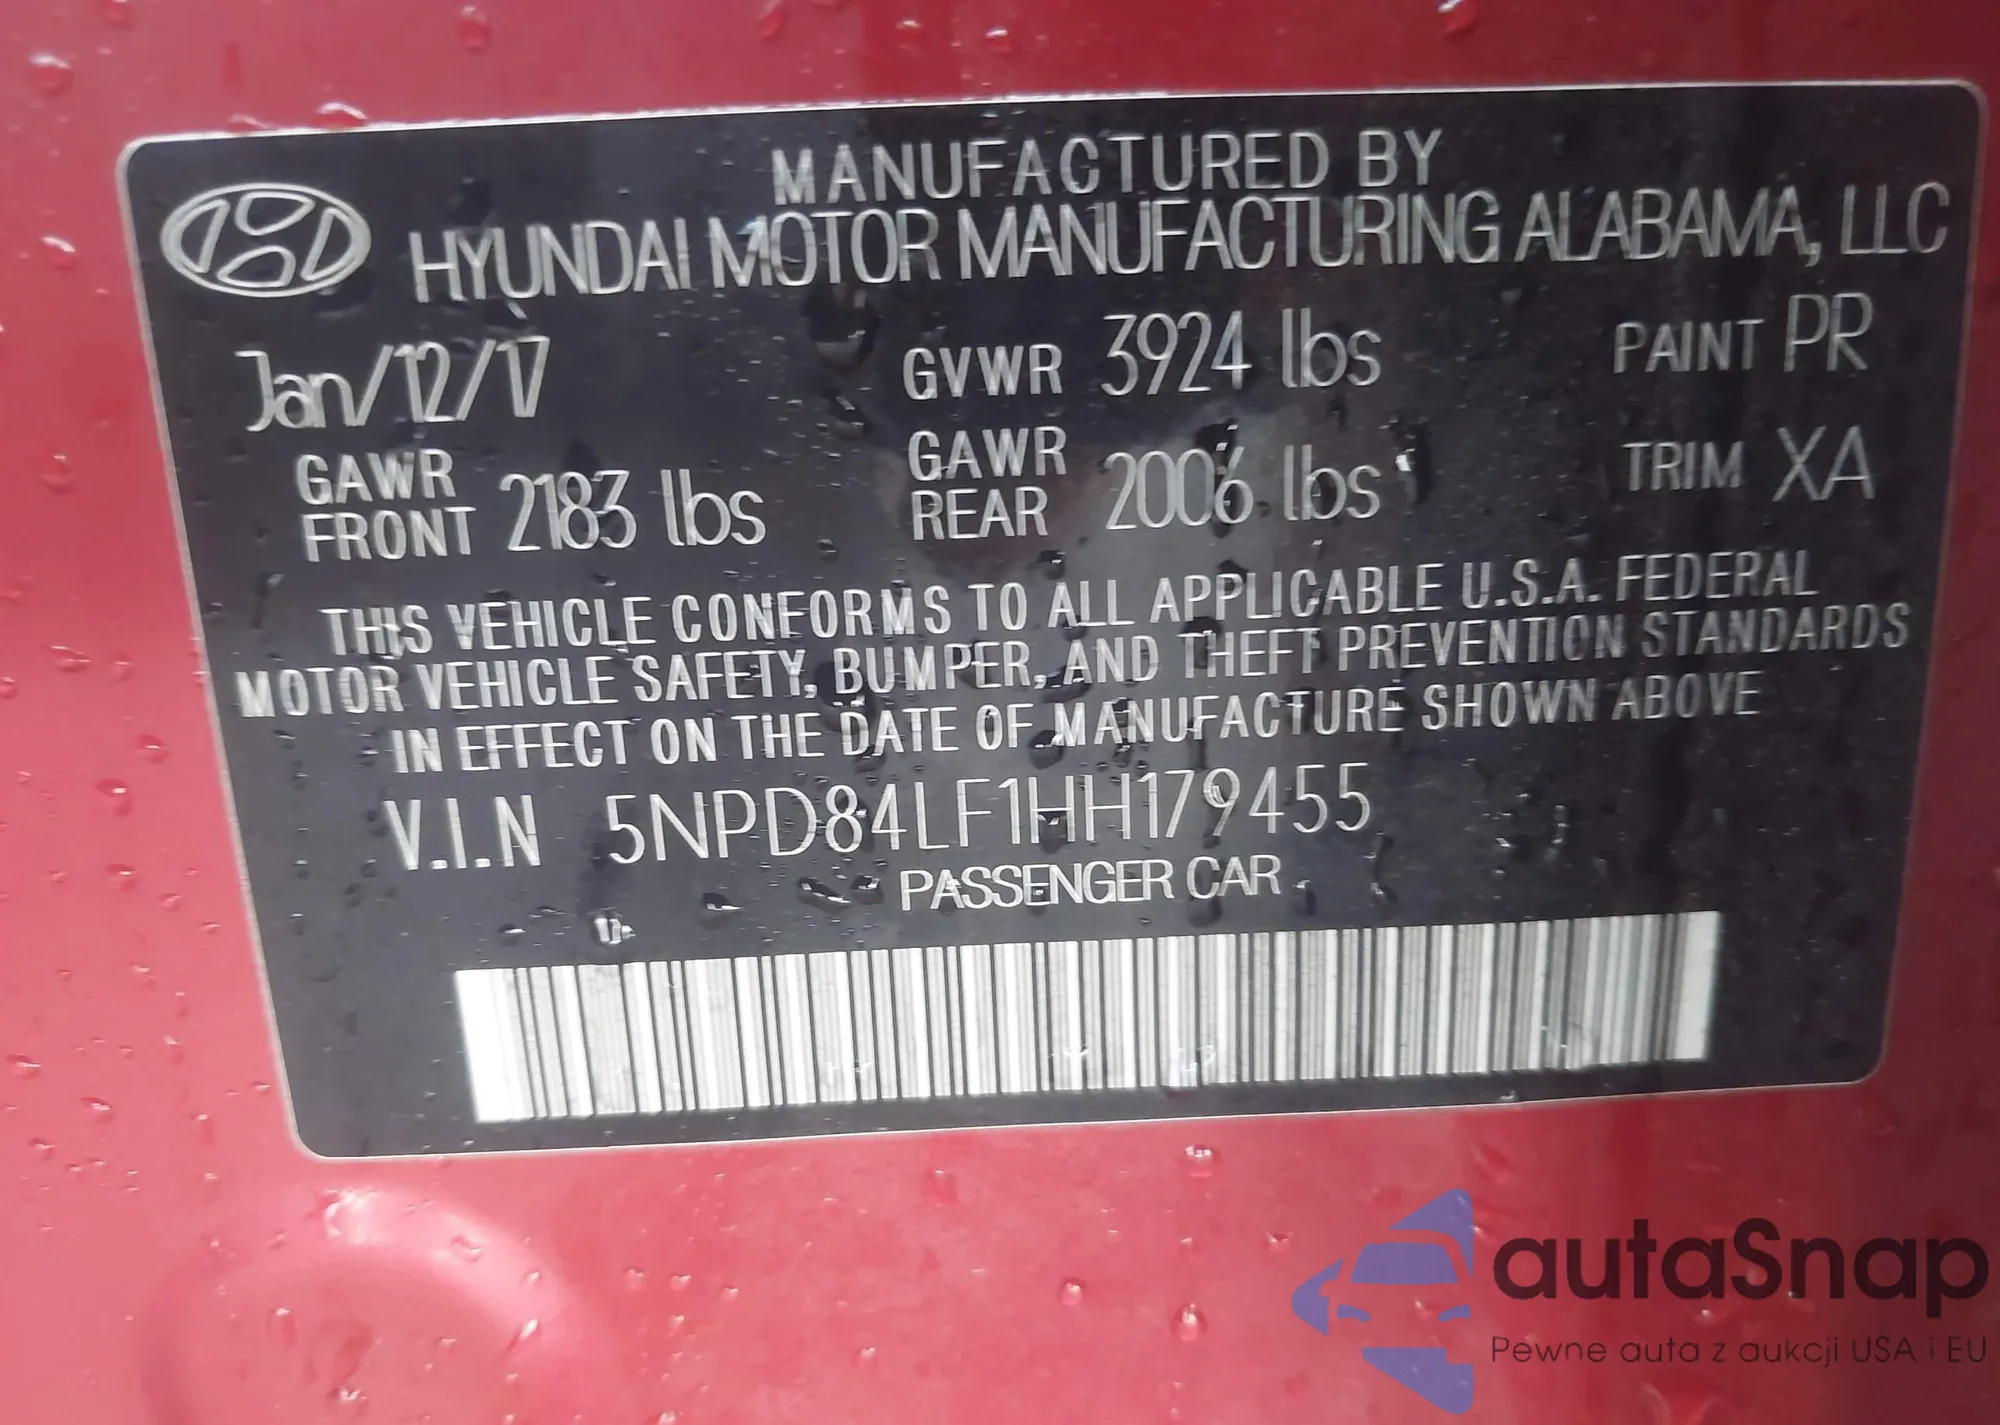 MANUFACTURED BY
HYUNDAI MOTOR MANUFACTURING ALABAMA, LLC
Jan/12/17 GVWR 3924 lbs PAINT PR
GAWR FRONT 2183 lbs GAWR REAR 2006 lbs TRIM XA
THIS VEHICLE CONFORMS TO ALL APPLICABLE U.S.A. FEDERAL
MOTOR VEHICLE SAFETY, BUMPER, AND THEFT PREVENTION STANDARDS
IN EFFECT ON THE DATE OF MANUFACTURE SHOWN ABOVE
V.I.N 5NPD84LF1HH179455
PASSENGER CAR
autaSnap
Pewne auta z aukcji USA i EU